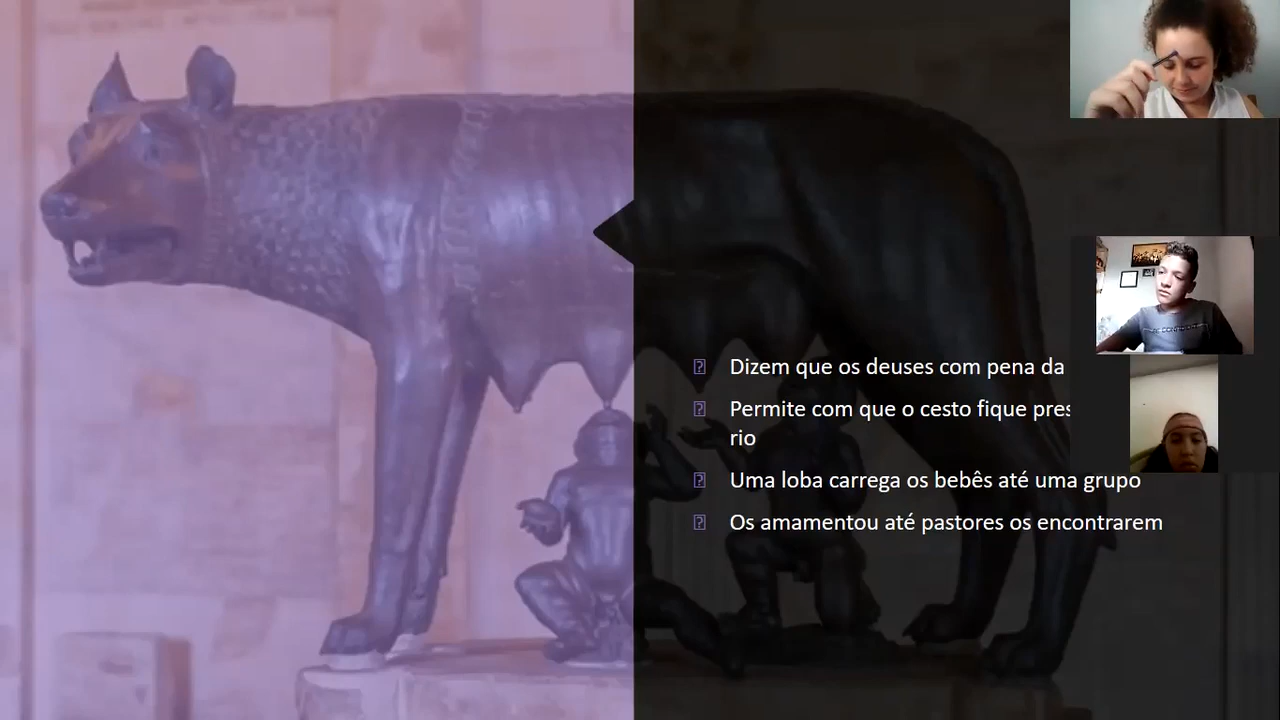 Dizem que os deuses com pena da
Permite com que o cesto fique
rio
Uma loba carrega os bebês até uma grupo
Os amamentou até pastores os encontrarem